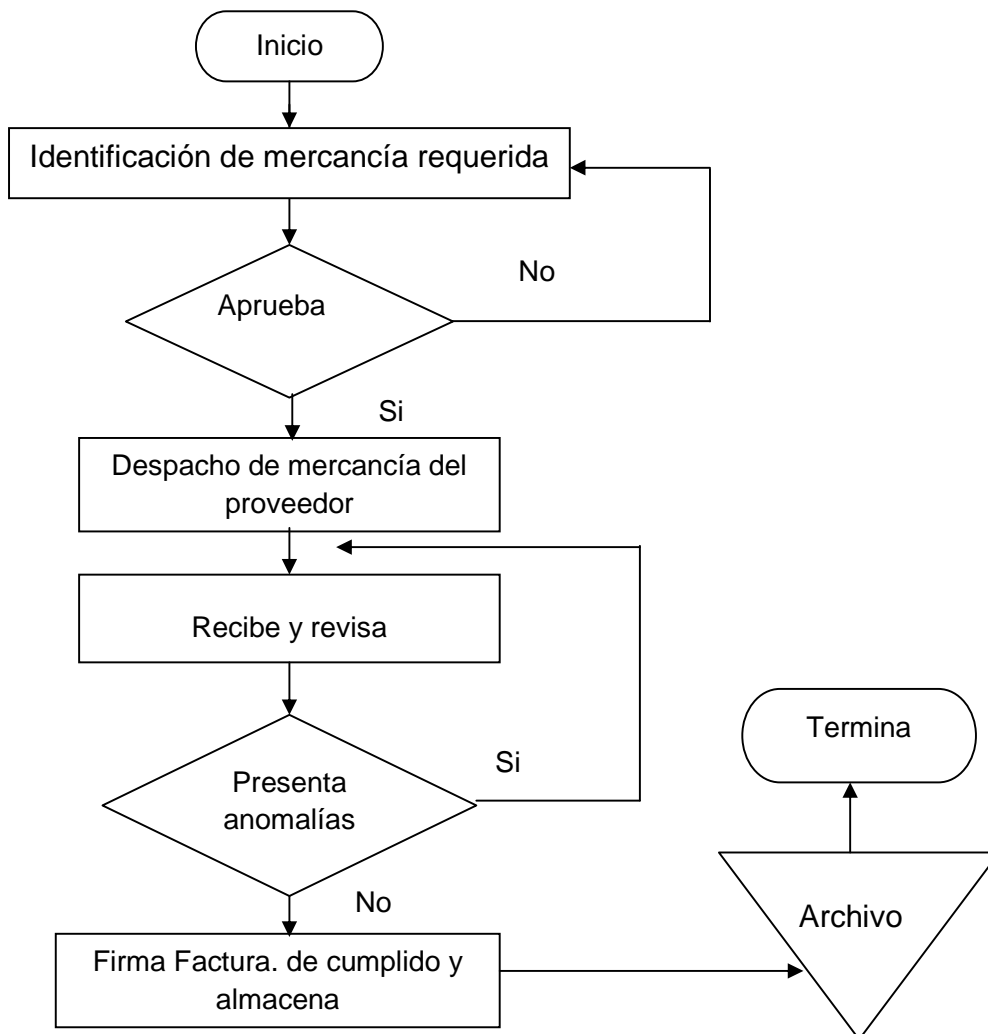 Inicio
Identificación de mercancía requerida
No
Aprueba
Si
Despacho de mercancía del
proveedor
Recibe y revisa
Termina
Si
Presenta
anomalías
No
Archivo
Firma Factura. de cumplido y
almacena